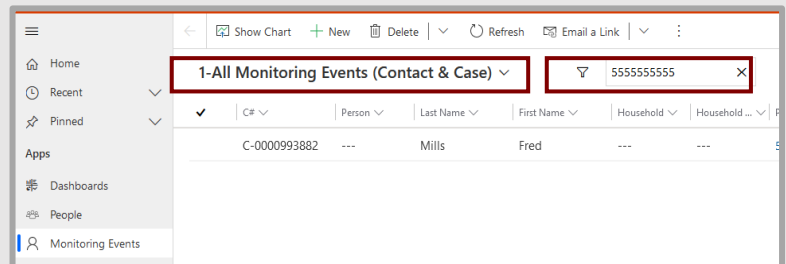 Show Chart New Delete Refresh Email a Link
Home
1-All Monitoring Events (Contact & Case) 5555555555
Recent
Pinned
C# Person Last Name First Name Household Household ...
C-0000993882 --- Mills Fred --- ---
Apps
Dashboards
People
Monitoring Events